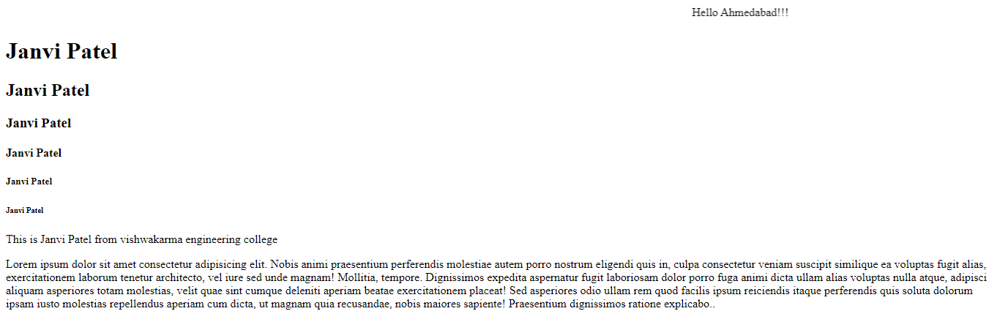 Hello Ahmedabad!!!
Janvi Patel
Janvi Patel
Janvi Patel
Janvi Patel
Janvi Patel
Janvi Patel
This is Janvi Patel from vishwakarma engineering college
Lorem ipsum dolor sit amet consectetur adipisicing elit. Nobis animi praesentium perferendis molestiae autem porro nostrum eligendi quis in, culpa consectetur veniam suscipit similique ea voluptas fugit alias,
exercitationem laborum tenetur architecto, vel iure sed unde magnam! Mollitia, tempore. Dignissimos expedita aspernatur fugit laboriosam dolor porro fuga animi dicta ullam alias voluptas nulla atque, adipisci
aliquam asperiores totam molestias, velit quae sint cumque deleniti aperiam beatae exercitationem placeat! Sed asperiores odio ullam rem quod facilis ipsum reiciendis itaque perferendis quis soluta dolorum
ipsam iusto molestias repellendus aperiam cum dicta, ut magnam quia recusandae, nobis maiores sapiente! Praesentium dignissimos ratione explicabo..